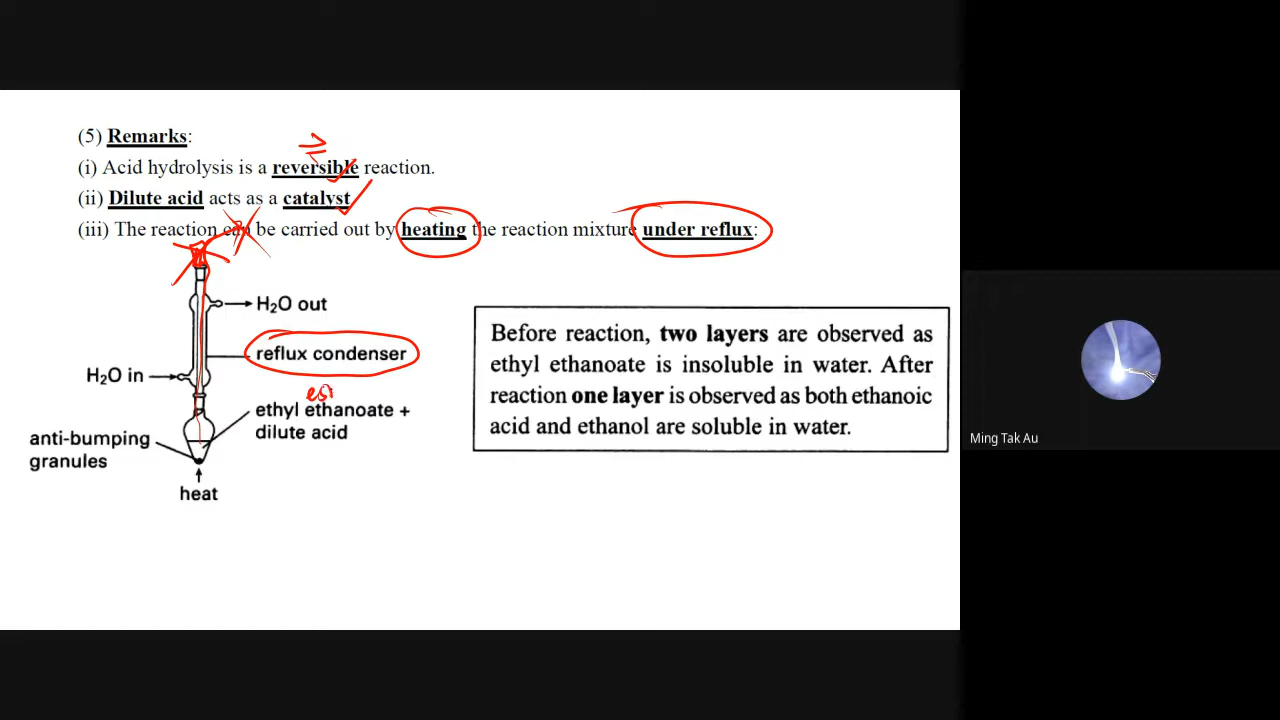 (5) Remarks:
(i) Acid hydrolysis is a reversible reaction.
(ii) Dilute acid acts as a catalyst
(iii) The reaction can be carried out by heating the reaction mixture under reflux:
H₂O out
reflux condenser
H₂O in
ethyl ethanoate +
dilute acid
anti-bumping
granules
heat
Before reaction, two layers are observed as
ethyl ethanoate is insoluble in water. After
reaction one layer is observed as both ethanoic
acid and ethanol are soluble in water.
Ming Tak Au